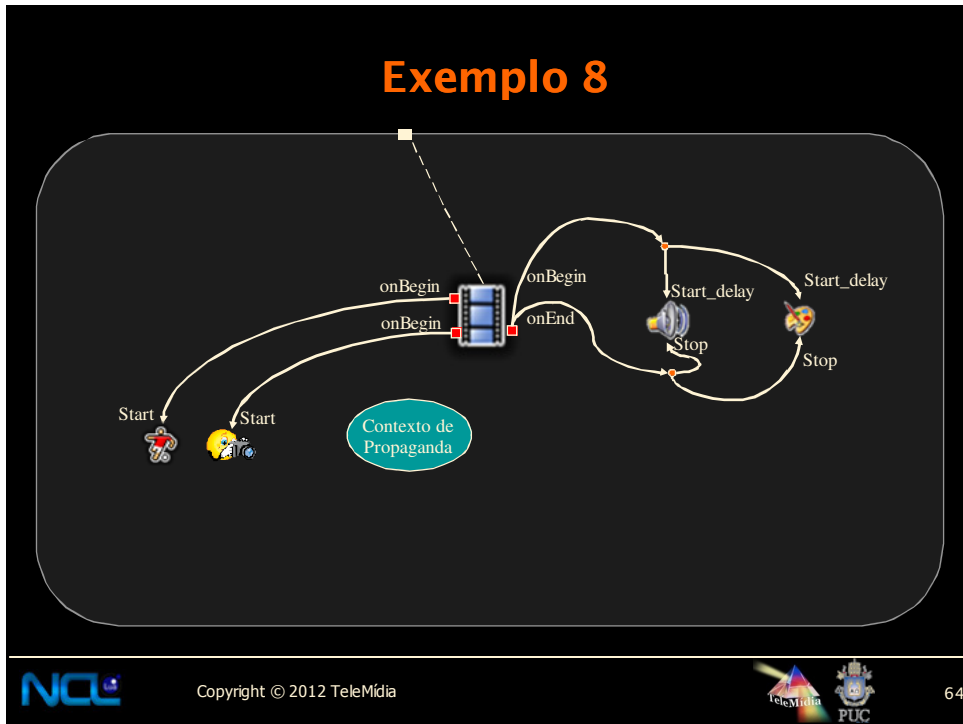 Exemplo 8
onBegin
onBegin
onBegin
onEnd
Start_delay
Start_delay
Stop
Stop
Start
Start
Contexto de
Propaganda
NCL
Copyright © 2012 TeleMídia
TeleMídia
PUC
64